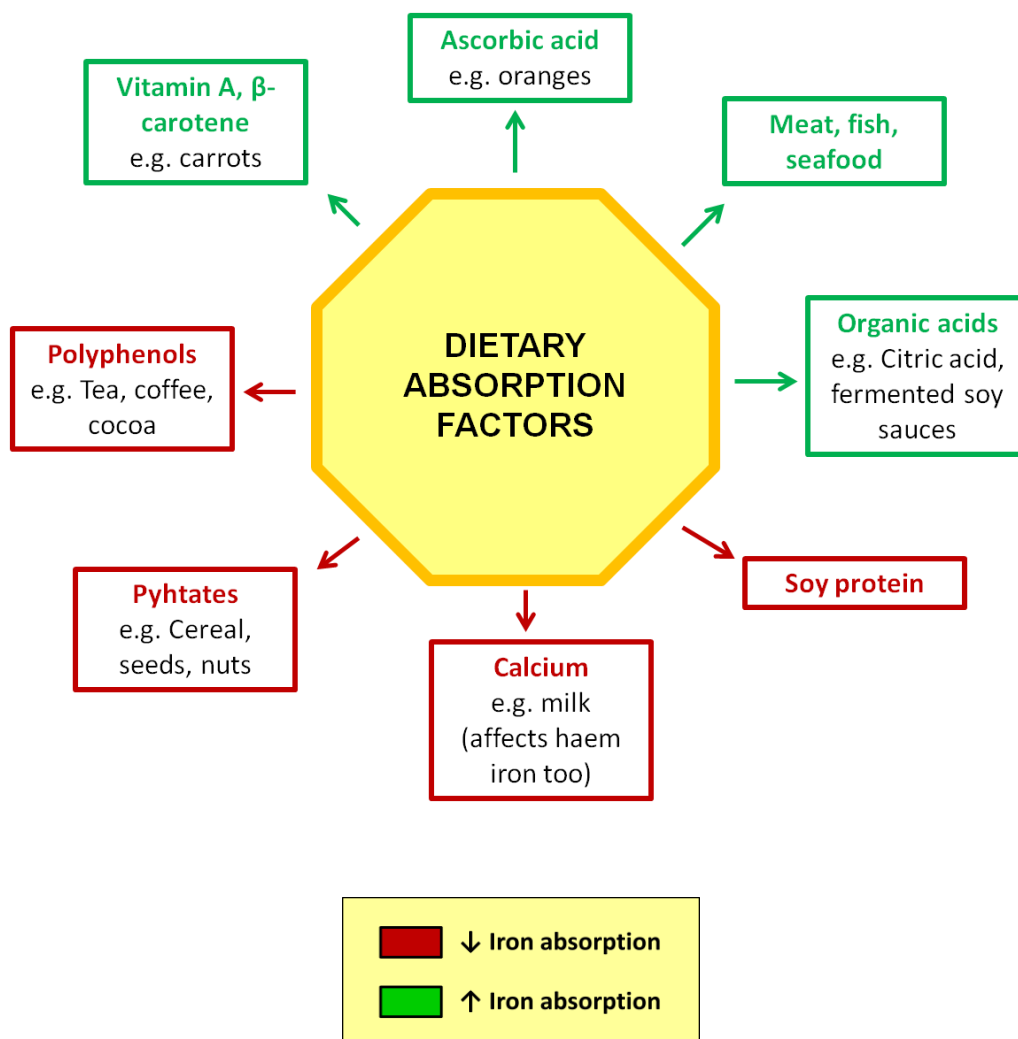 Ascorbic acid
e.g. oranges
Vitamin A, β-
carotene
e.g. carrots
Meat, fish,
seafood
Organic acids
e.g. Citric acid,
fermented soy
sauces
Polyphenols
e.g. Tea, coffee,
cocoa
DIETARY
ABSORPTION
FACTORS
Soy protein
Pyhtates
e.g. Cereal,
seeds, nuts
Calcium
e.g. milk
(affects haem
iron too)
↓ Iron absorption
↑ Iron absorption